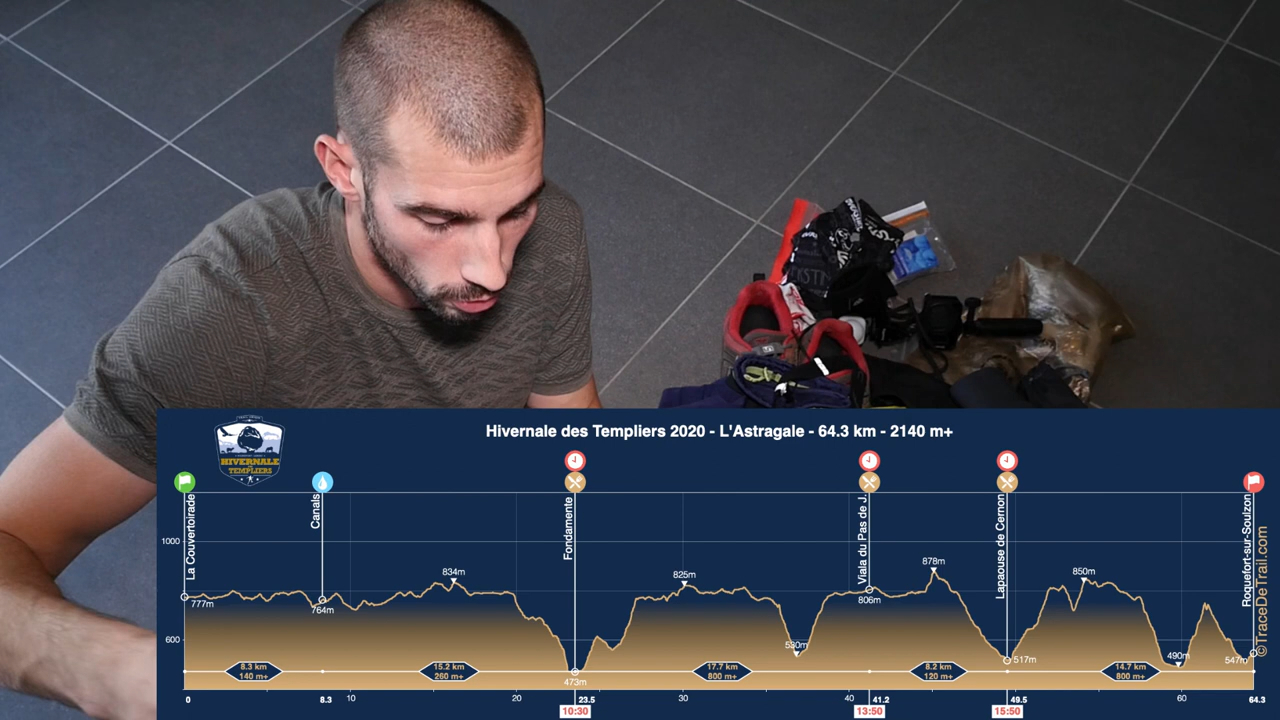 Hivernale des Templiers 2020 - L'Astragale - 64.3 km - 2140 m+
HIVERNALE
DES
TEMPLIERS
La Couvertoirade
Canals
Fondamente
Viala du Pas de J.
Lapaouse de Cernon
Roquefort-sur-Soulzon
©TraceDeTrail.com
1000
600
777m
764m
834m
473m
825m
530m
806m
878m
517m
850m
490m
547m
8.3 km
140 m+
15.2 km
260 m+
17.7 km
800 m+
8.2 km
120 m+
14.7 km
800 m+
0
8.3
10
20
23.5
30
40
41.2
49.5
60
64.3
10:30
13:50
15:50